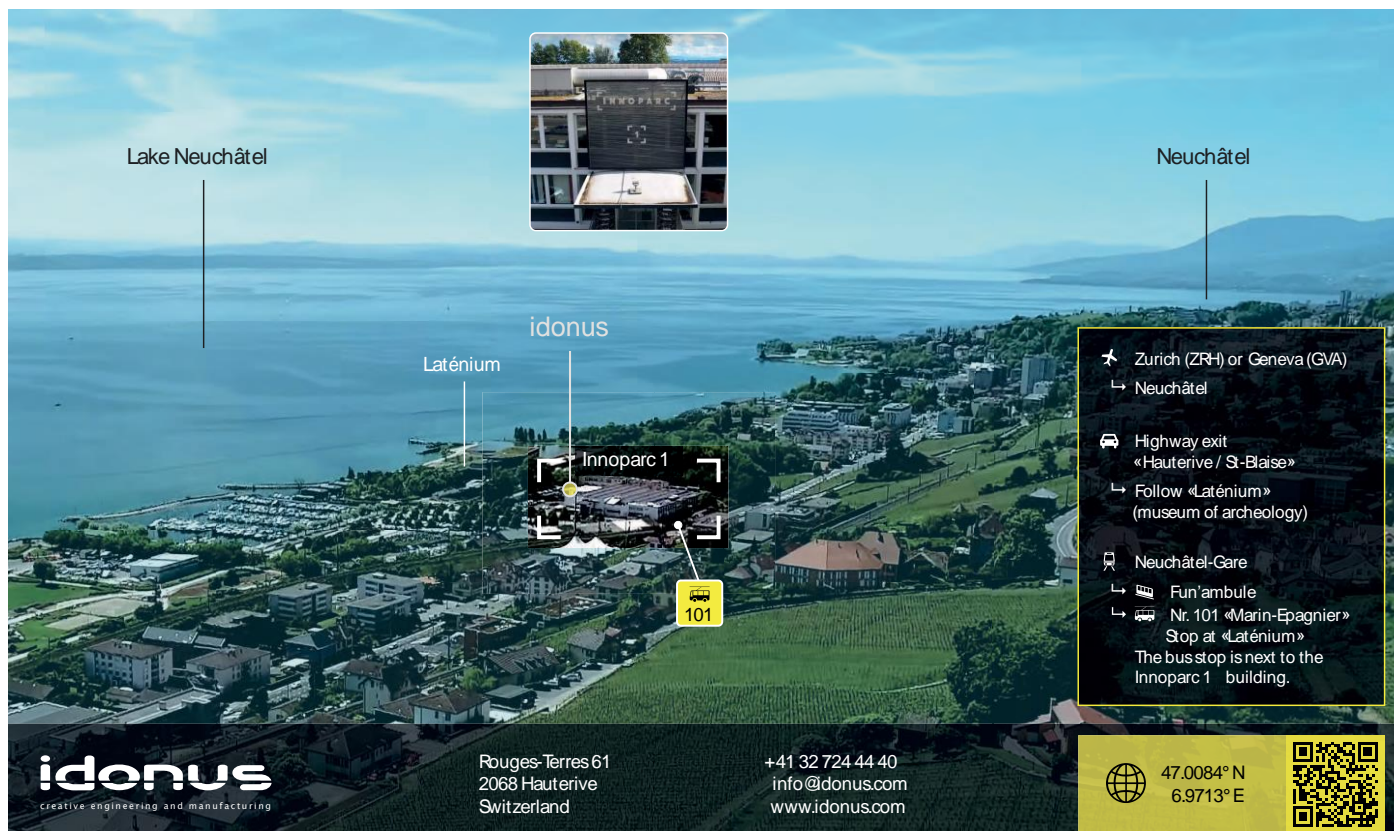 INNOPARC
1
Lake Neuchâtel
Neuchâtel
idonus
Laténium
Innoparc 1
101
Zurich (ZRH) or Geneva (GVA)
Neuchâtel
Highway exit
«Hauterive / St-Blaise»
Follow «Laténium»
(museum of archeology)
Neuchâtel-Gare
Fun’ambule
Nr. 101 «Marin-Epagnier»
Stop at «Laténium»
The bus stop is next to the
Innoparc 1 building.
idonus
creative engineering and manufacturing
Rouges-Terres 61
2068 Hauterive
Switzerland
+41 32 724 44 40
info@idonus.com
www.idonus.com
47.0084° N
6.9713° E